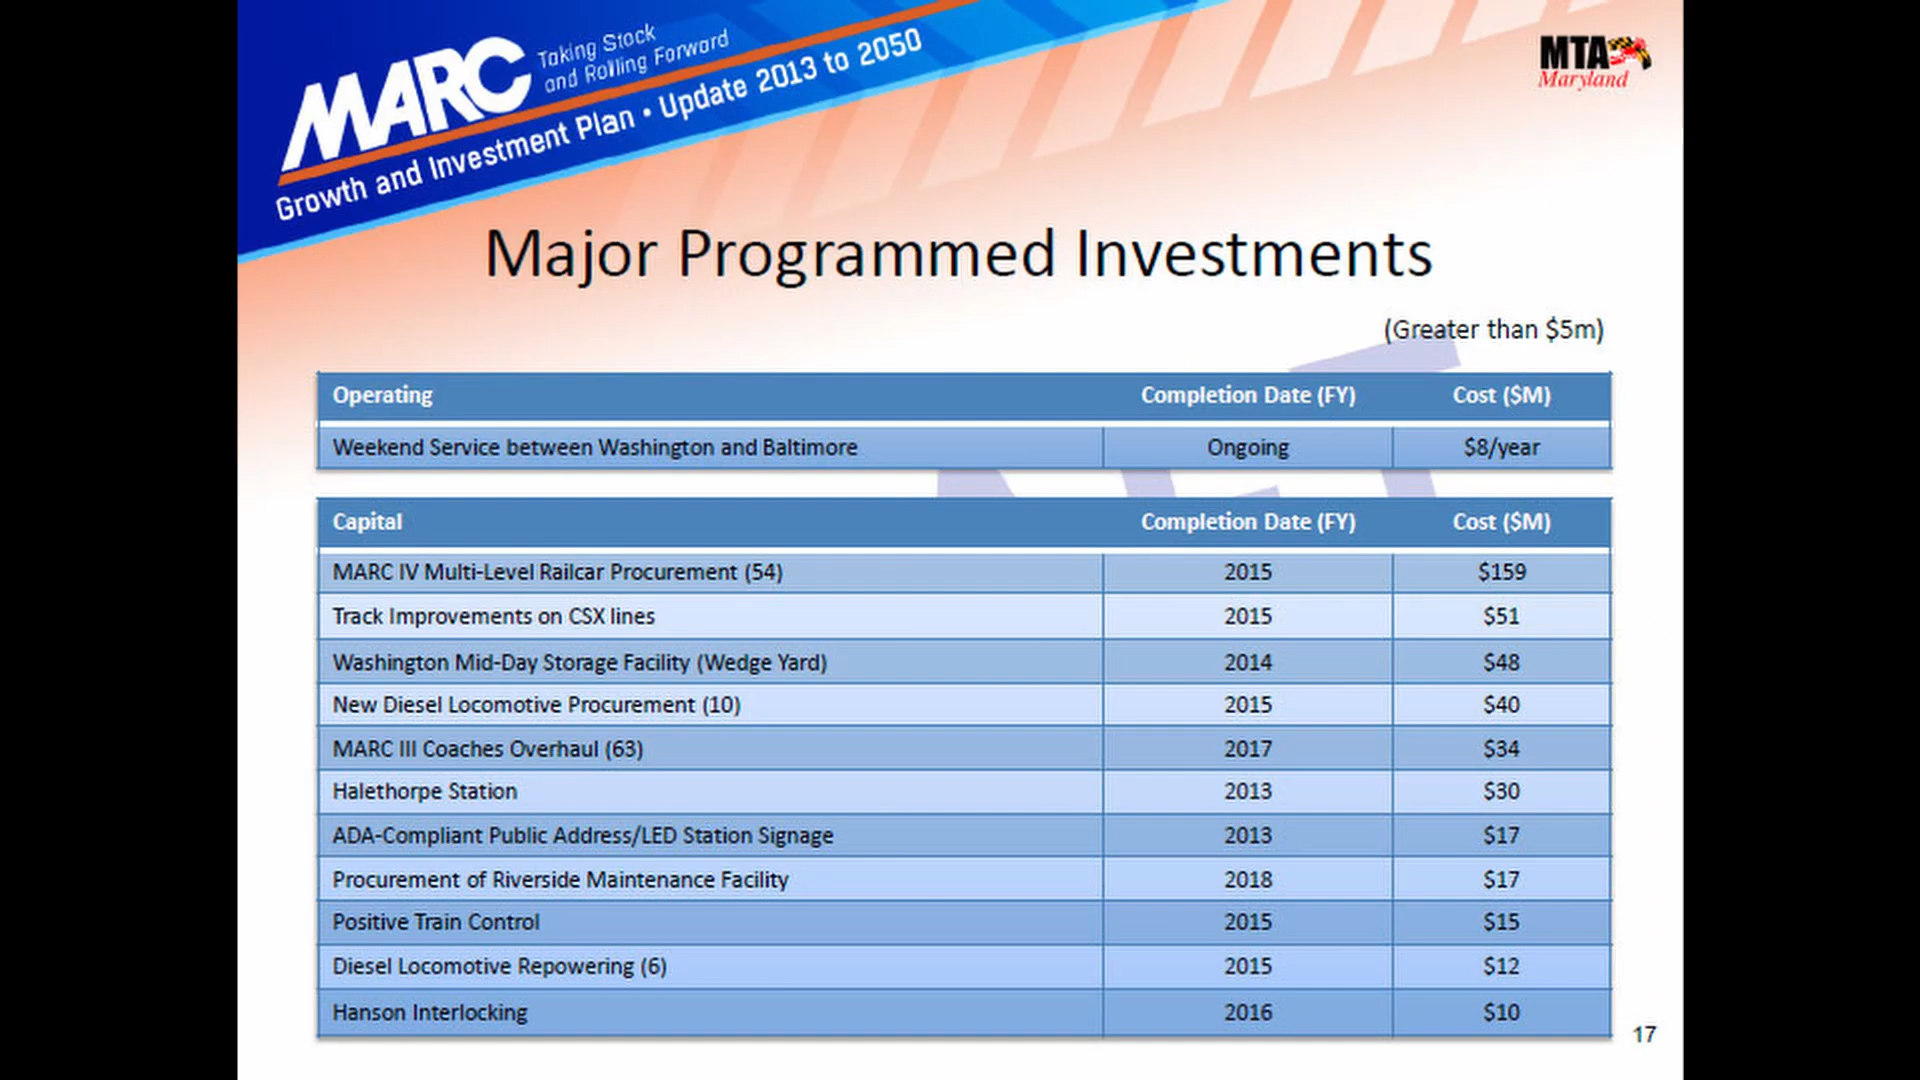 MARC Taking Stock
and Rolling Forward
Growth and Investment Plan • Update 2013 to 2050
MTA
Maryland
Major Programmed Investments
(Greater than $5m)
Operating Completion Date (FY) Cost ($M)
Weekend Service between Washington and Baltimore Ongoing $8/year
Capital Completion Date (FY) Cost ($M)
MARC IV Multi-Level Railcar Procurement (54) 2015 $159
Track Improvements on CSX lines 2015 $51
Washington Mid-Day Storage Facility (Wedge Yard) 2014 $48
New Diesel Locomotive Procurement (10) 2015 $40
MARC III Coaches Overhaul (63) 2017 $34
Halethorpe Station 2013 $30
ADA-Compliant Public Address/LED Station Signage 2013 $17
Procurement of Riverside Maintenance Facility 2018 $17
Positive Train Control 2015 $15
Diesel Locomotive Repowering (6) 2015 $12
Hanson Interlocking 2016 $10
17